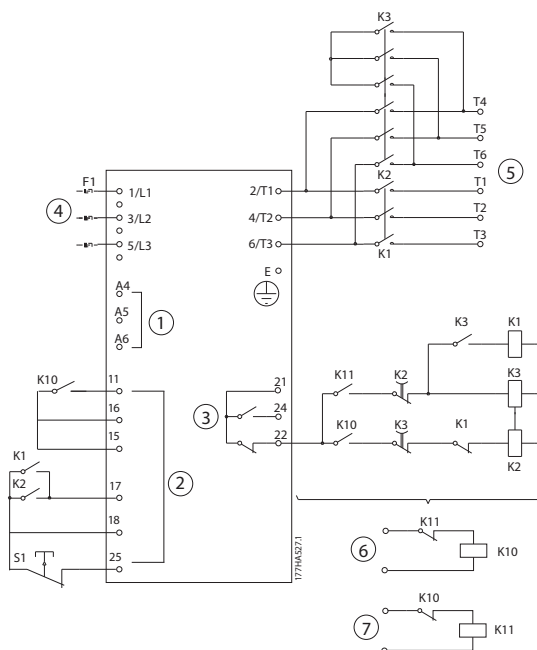 K3
T4
T5
T6
5
F1
1/L1
2/T1
K2
T1
4
3/L2
4/T2
T2
5/L3
6/T3
K1
T3
E
A4
A5
1
A6
K3
K1
K10
11
21
K11
K2
K3
16
3
24
K10
K3
K1
15
22
K2
K1
K2
17
2
18
S1
25
177HA527.1
6
K11
K10
7
K10
K11